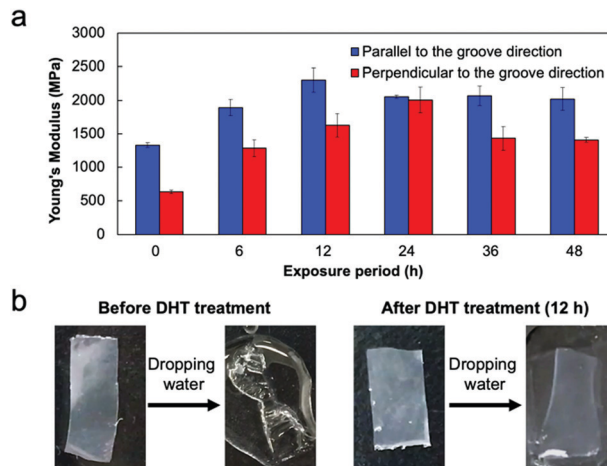 a
Young's Modulus (MPa)
3000
2500
2000
1500
1000
500
0
Parallel to the groove direction
Perpendicular to the groove direction
0 6 12 24 36 48
Exposure period (h)
b
Before DHT treatment
After DHT treatment (12 h)
Dropping
water
Dropping
water